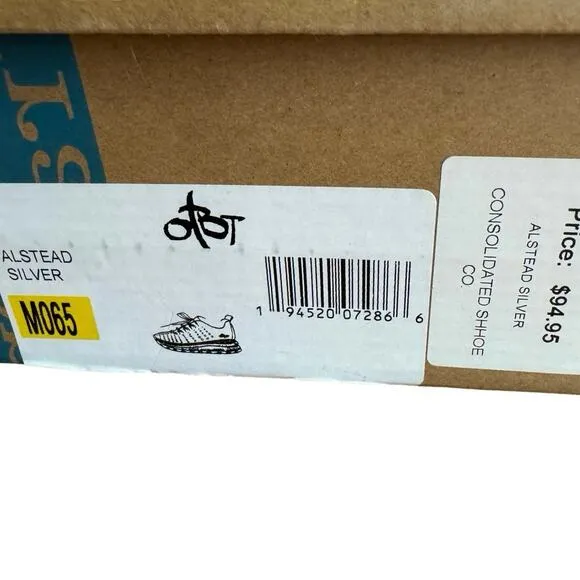 OTBT
ALSTEAD
SILVER
M065
1 94520 07286 6
Price: $94.95
ALSTEAD SILVER
CONSOLIDATED SHHOE
CO.